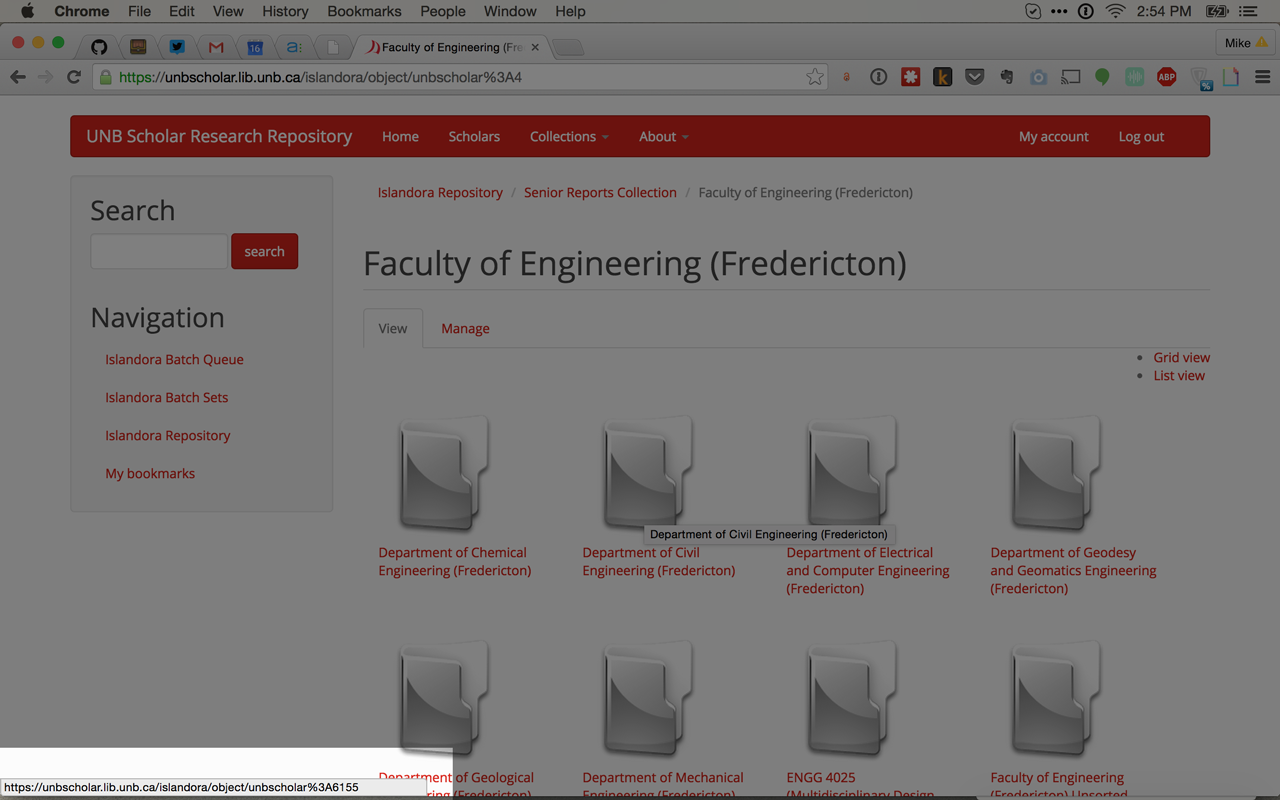 Chrome File Edit View History Bookmarks People Window Help 2:54 PM
16 a: Faculty of Engineering (Fre Mike
https://unbscholar.lib.unb.ca/islandora/object/unbscholar%3A4 k ABP %
UNB Scholar Research Repository Home Scholars Collections About My account Log out
Islandora Repository / Senior Reports Collection / Faculty of Engineering (Fredericton)
Search
search
Navigation
Islandora Batch Queue
Islandora Batch Sets
Islandora Repository
My bookmarks
Faculty of Engineering (Fredericton)
View Manage
Grid view
List view
Department of Chemical
Engineering (Fredericton)
Department of Civil
Engineering (Fredericton)
Department of Civil Engineering (Fredericton)
Department of Electrical
and Computer Engineering
(Fredericton)
Department of Geodesy
and Geomatics Engineering
(Fredericton)
Department of Geological
Department of Mechanical
Engineering (Fredericton)
ENGG 4025
(Multidisciplinary Design
Faculty of Engineering
(Fredericton) Unsorted
https://unbscholar.lib.unb.ca/islandora/object/unbscholar%3A6155